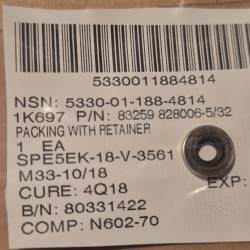 5330011884814
NSN: 5330-01-188-4814
1K697 P/N: 83259 828006-5/32
PACKING WITH RETAINER
1 EA
SPE5EK-18-V-3561
M33-10/18
CURE: 4Q18 EXP:
B/N: 80331422
COMP: N602-70